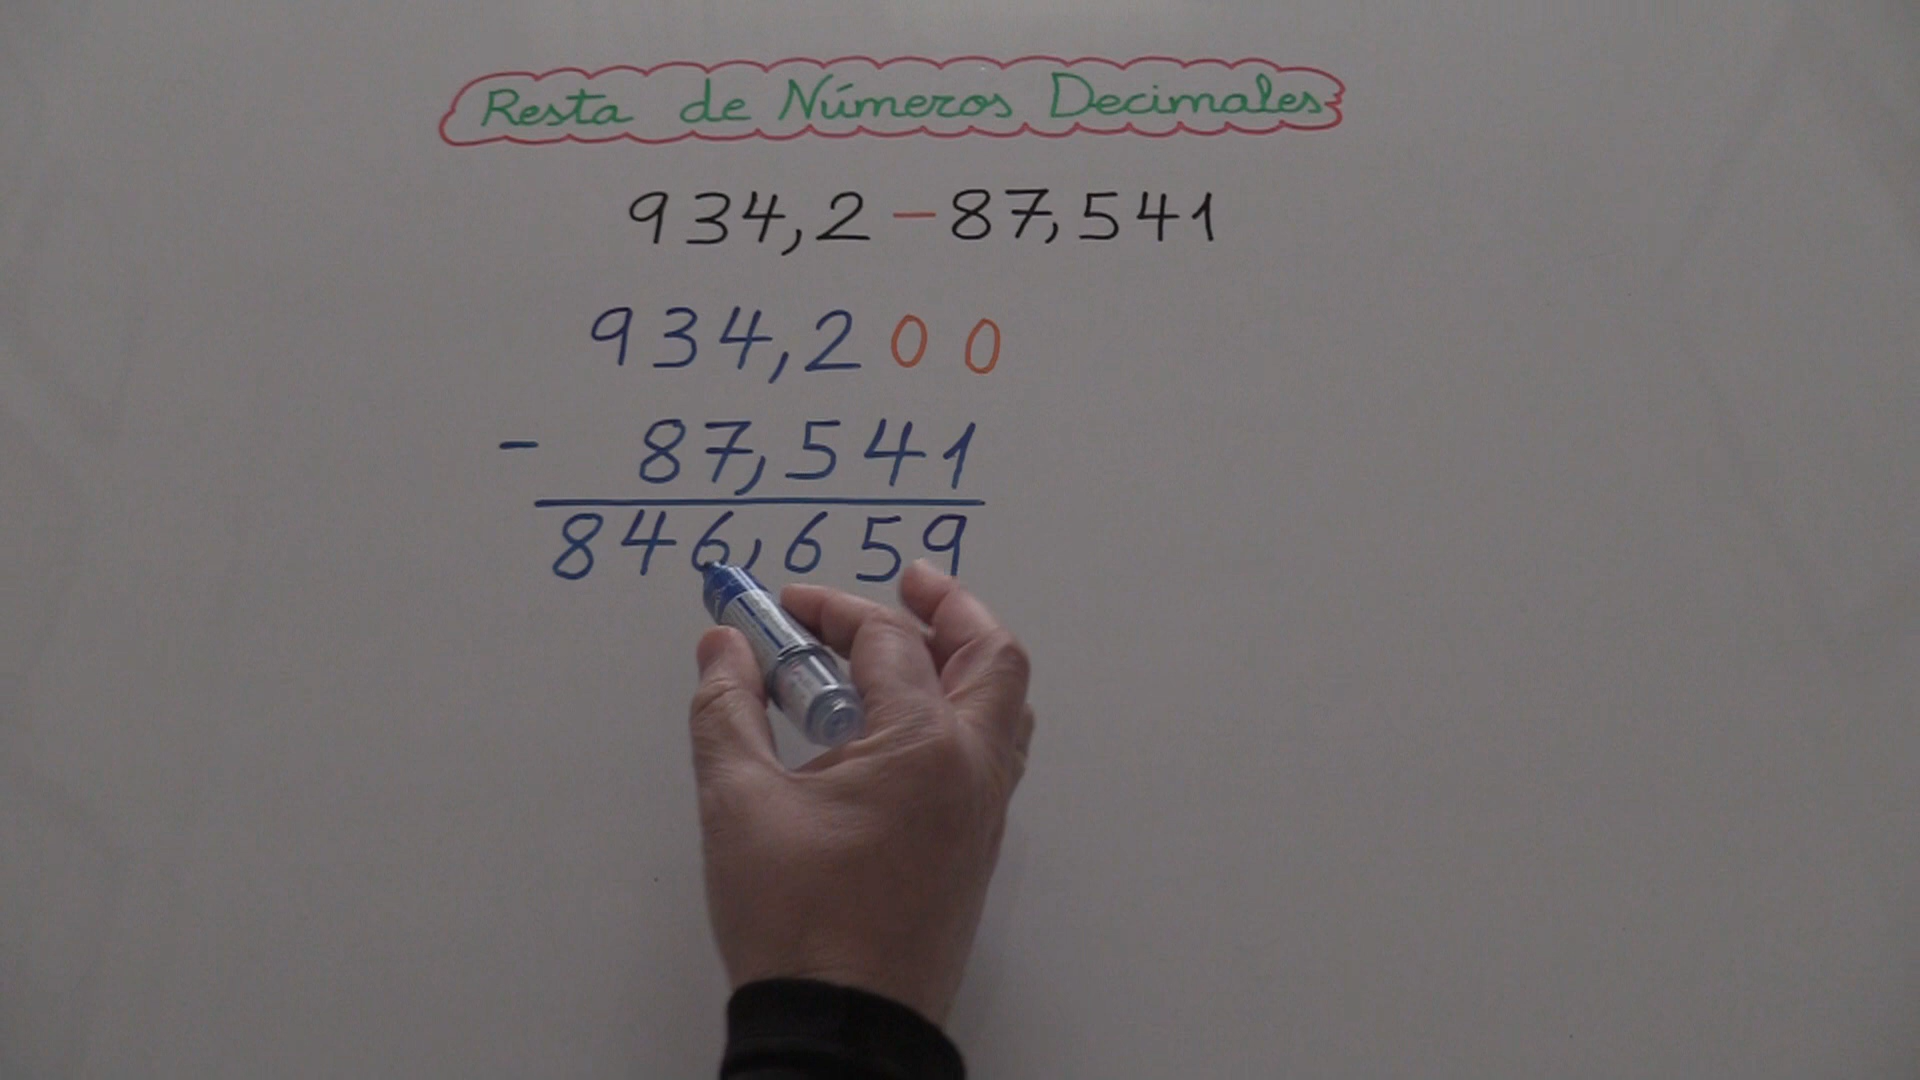 Resta de Números Decimales
934,2 - 87,541
934,200
- 87,541
846,659